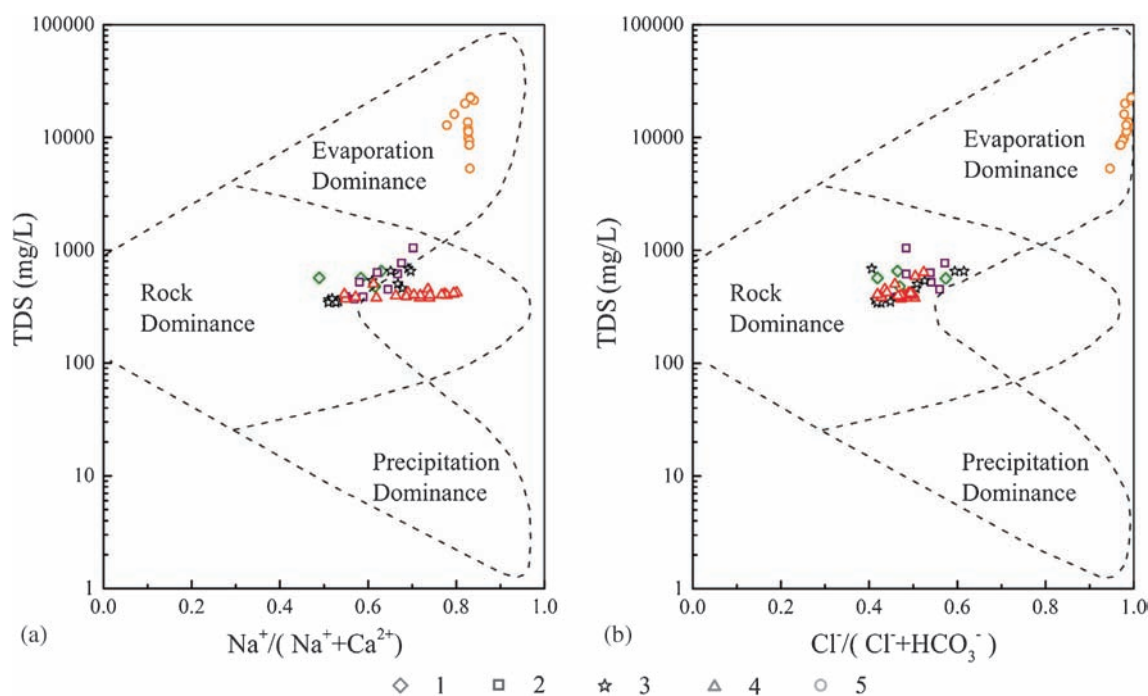 100000
10000
1000
100
10
1
TDS (mg/L)
Evaporation
Dominance
Rock
Dominance
Precipitation
Dominance
0.0 0.2 0.4 0.6 0.8 1.0
(a)
Na⁺/( Na⁺+Ca²⁺)
100000
10000
1000
100
10
1
TDS (mg/L)
Evaporation
Dominance
Rock
Dominance
Precipitation
Dominance
0.0 0.2 0.4 0.6 0.8 1.0
(b)
Cl⁻/( Cl⁻+HCO₃⁻)
1 2 3 4 5